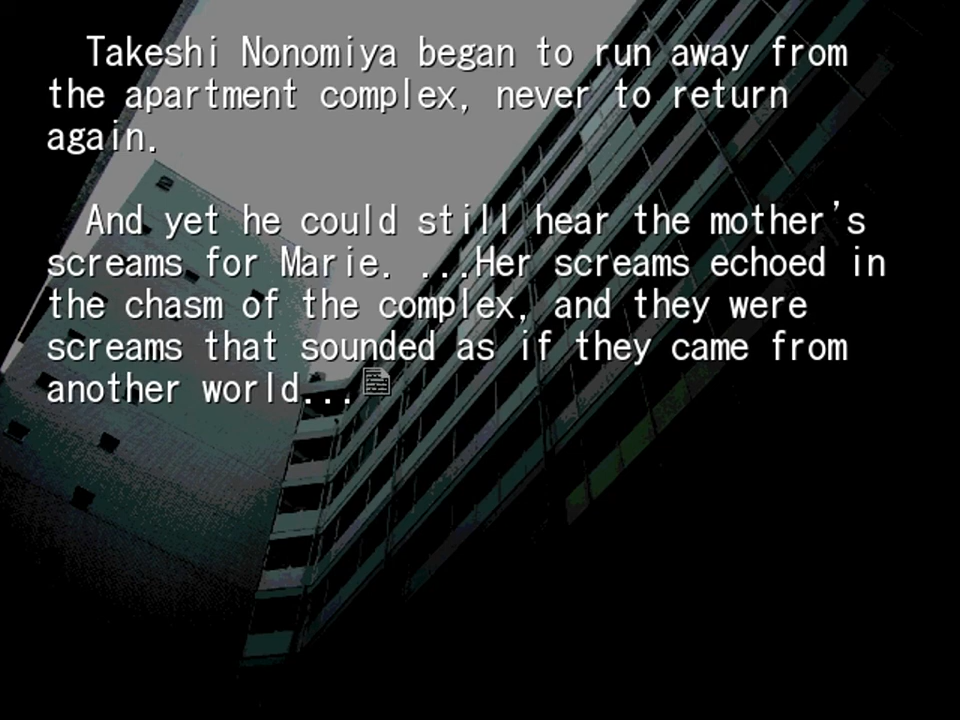 Takeshi Nonomiya began to run away from
the apartment complex, never to return
again.
And yet he could still hear the mother's
screams for Marie. ...Her screams echoed in
the chasm of the complex, and they were
screams that sounded as if they came from
another world...